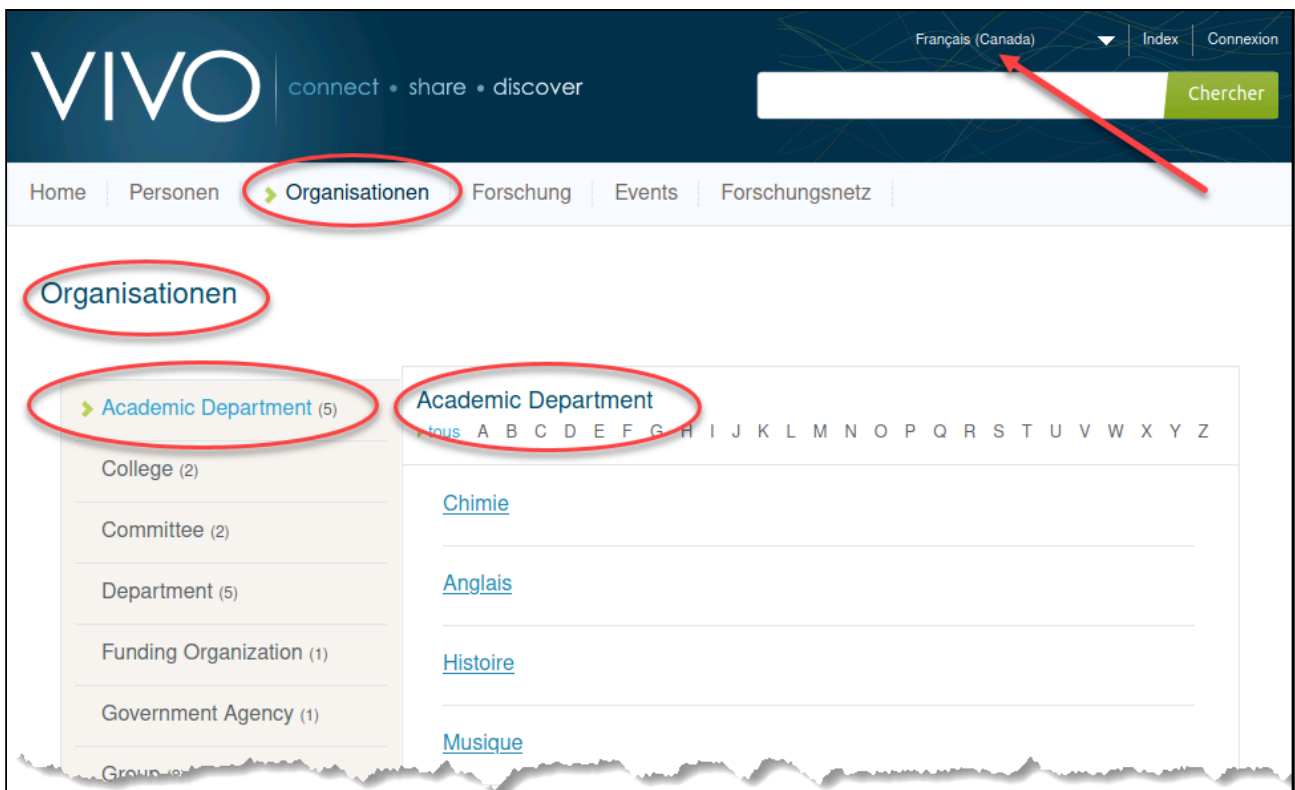 Français (Canada) Index Connexion
VIVO connect • share • discover
Chercher
Home Personen Organisationen Forschung Events Forschungsnetz
Organisationen
Academic Department (5)
College (2)
Committee (2)
Department (5)
Funding Organization (1)
Government Agency (1)
Group
Academic Department
tous A B C D E F G H I J K L M N O P Q R S T U V W X Y Z
Chimie
Anglais
Histoire
Musique